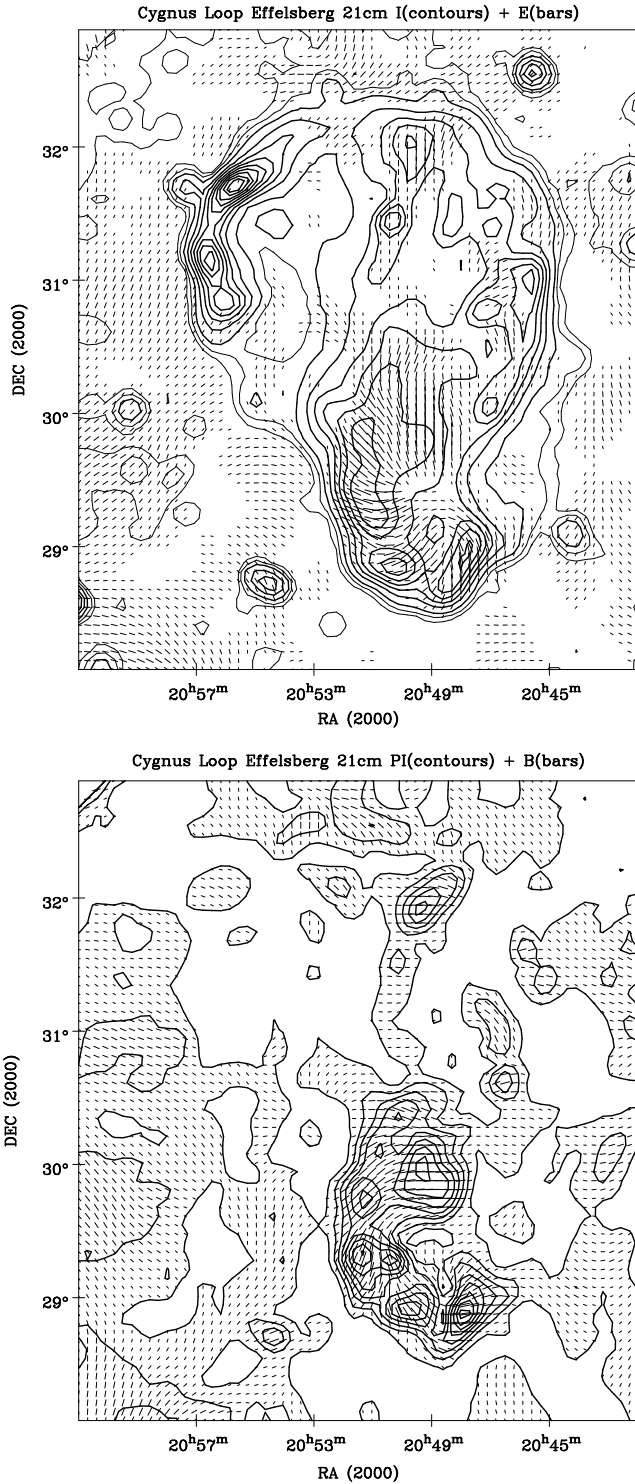 Cygnus Loop Effelsberg 21cm I(contours) + E(bars)
32°
31°
30°
29°
DEC (2000)
20ʰ57ᵐ 20ʰ53ᵐ 20ʰ49ᵐ 20ʰ45ᵐ
RA (2000)
Cygnus Loop Effelsberg 21cm PI(contours) + B(bars)
32°
31°
30°
29°
DEC (2000)
20ʰ57ᵐ 20ʰ53ᵐ 20ʰ49ᵐ 20ʰ45ᵐ
RA (2000)